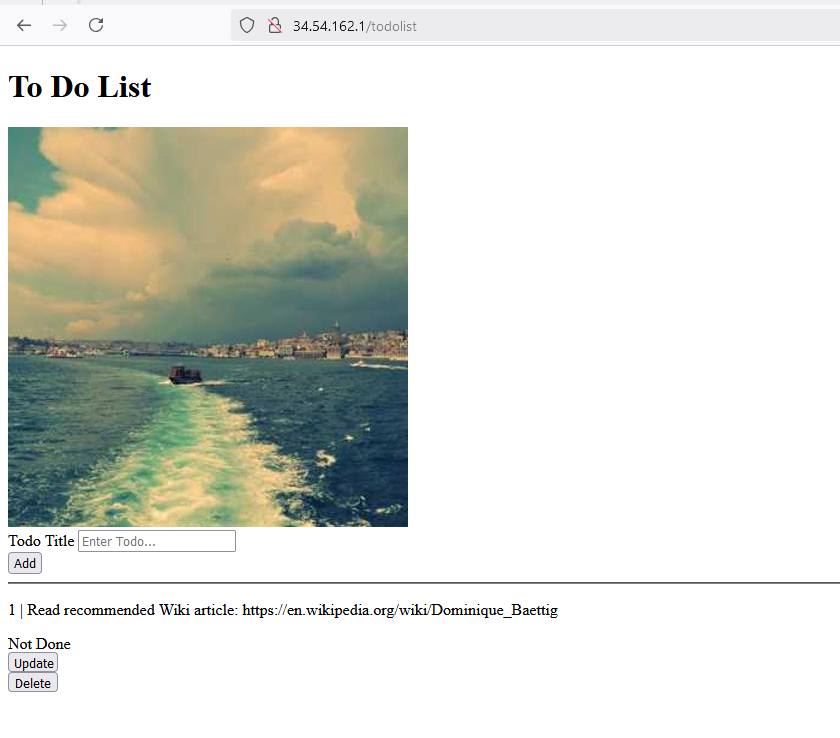 34.54.162.1/todolist
To Do List
Todo Title Enter Todo...
Add
1 | Read recommended Wiki article: https://en.wikipedia.org/wiki/Dominique_Baettig
Not Done
Update
Delete